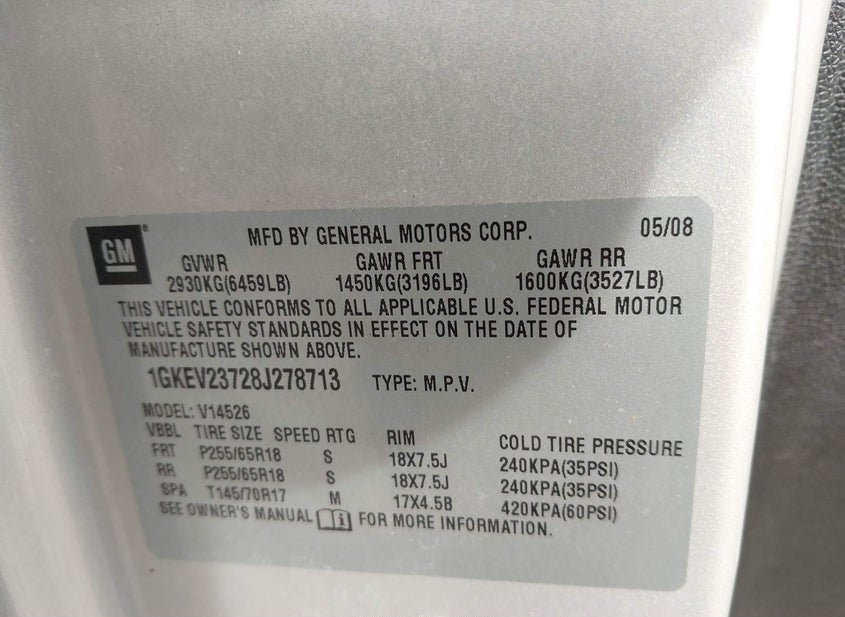 GM ®
MFD BY GENERAL MOTORS CORP. 05/08
GVWR GAWR FRT GAWR RR
2930KG(6459LB) 1450KG(3196LB) 1600KG(3527LB)
THIS VEHICLE CONFORMS TO ALL APPLICABLE U.S. FEDERAL MOTOR
VEHICLE SAFETY STANDARDS IN EFFECT ON THE DATE OF
MANUFACTURE SHOWN ABOVE.
1GKEV23728J278713 TYPE: M.P.V.
MODEL: V14526
VBBL TIRE SIZE SPEED RTG RIM COLD TIRE PRESSURE
FRT P255/65R18 S 18X7.5J 240KPA(35PSI)
RR P255/65R18 S 18X7.5J 240KPA(35PSI)
SPA T145/70R17 M 17X4.5B 420KPA(60PSI)
SEE OWNER'S MANUAL FOR MORE INFORMATION.